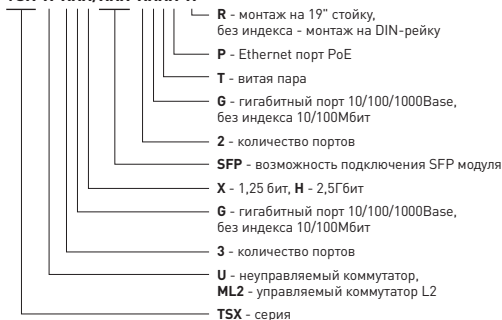 R - монтаж на 19" стойку,
без индекса - монтаж на DIN-рейку
P - Ethernet порт PoE
T - витая пара
G - гигабитный порт 10/100/1000Base,
без индекса 10/100Мбит
2 - количество портов
SFP - возможность подключения SFP модуля
X - 1,25 бит, H - 2,5Гбит
G - гигабитный порт 10/100/1000Base,
без индекса 10/100Мбит
3 - количество портов
U - неуправляемый коммутатор,
ML2 - управляемый коммутатор L2
TSX - серия